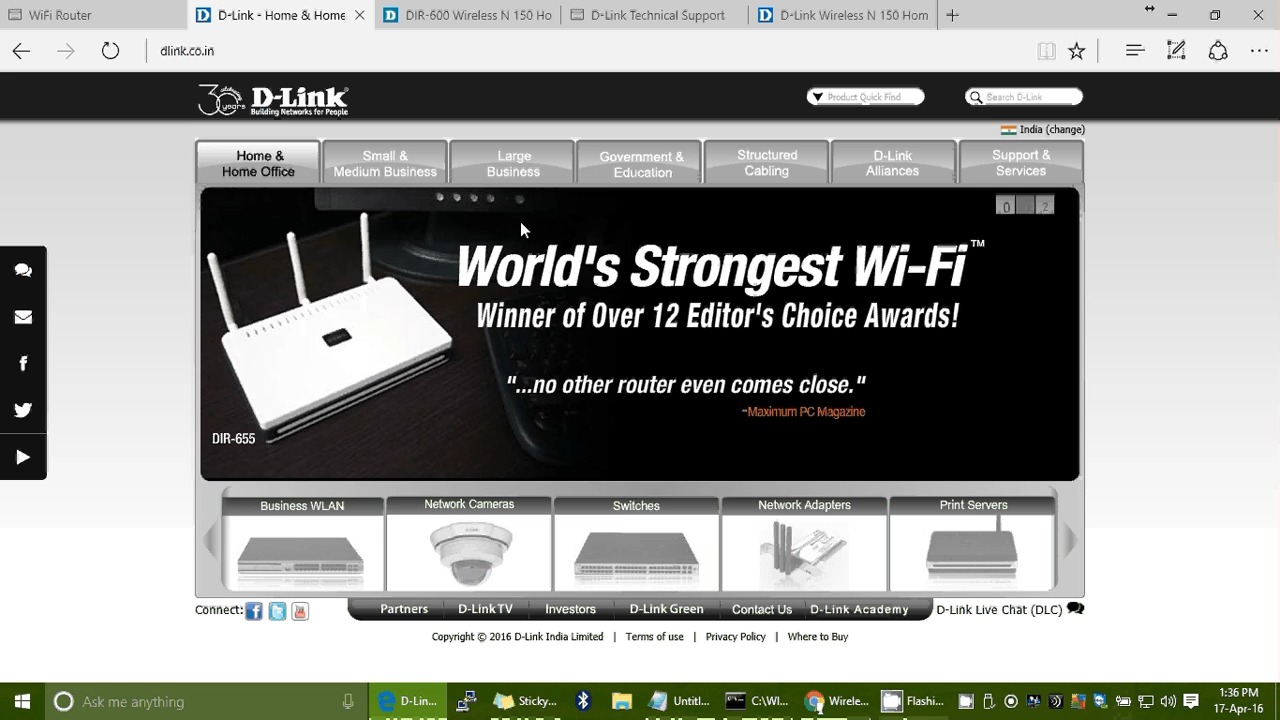 WiFi Router
D-Link - Home & Home
DIR-600 Wireless N 150 Ho
D-Link Technical Support
D-Link Wireless N 150 Hom
dlink.co.in
30 years
D-Link
Building Networks for People
Product Quick Find
Search D-Link
India (change)
Home & Home Office
Small & Medium Business
Large Business
Government & Education
Structured Cabling
D-Link Alliances
Support & Services
World's Strongest Wi-Fi™
Winner of Over 12 Editor's Choice Awards!
"...no other router even comes close."
~Maximum PC Magazine
DIR-655
Business WLAN
Network Cameras
Switches
Network Adapters
Print Servers
Connect:
Partners
D-Link TV
Investors
D-Link Green
Contact Us
D-Link Academy
D-Link Live Chat (DLC)
Copyright © 2016 D-Link India Limited | Terms of use | Privacy Policy | Where to Buy
Ask me anything
D-Lin...
Sticky...
Untitl...
C:\WI...
Wirele...
Flashi...
1:36 PM
17-Apr-16